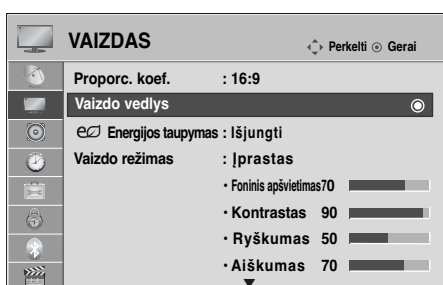 VAIZDAS
Perkelti Gerai
Proporc. koef. : 16:9
Vaizdo vedlys
Energijos taupymas : Išjungti
Vaizdo režimas : Įprastas
• Foninis apšvietimas70
• Kontrastas 90
• Ryškumas 50
• Aiškumas 70